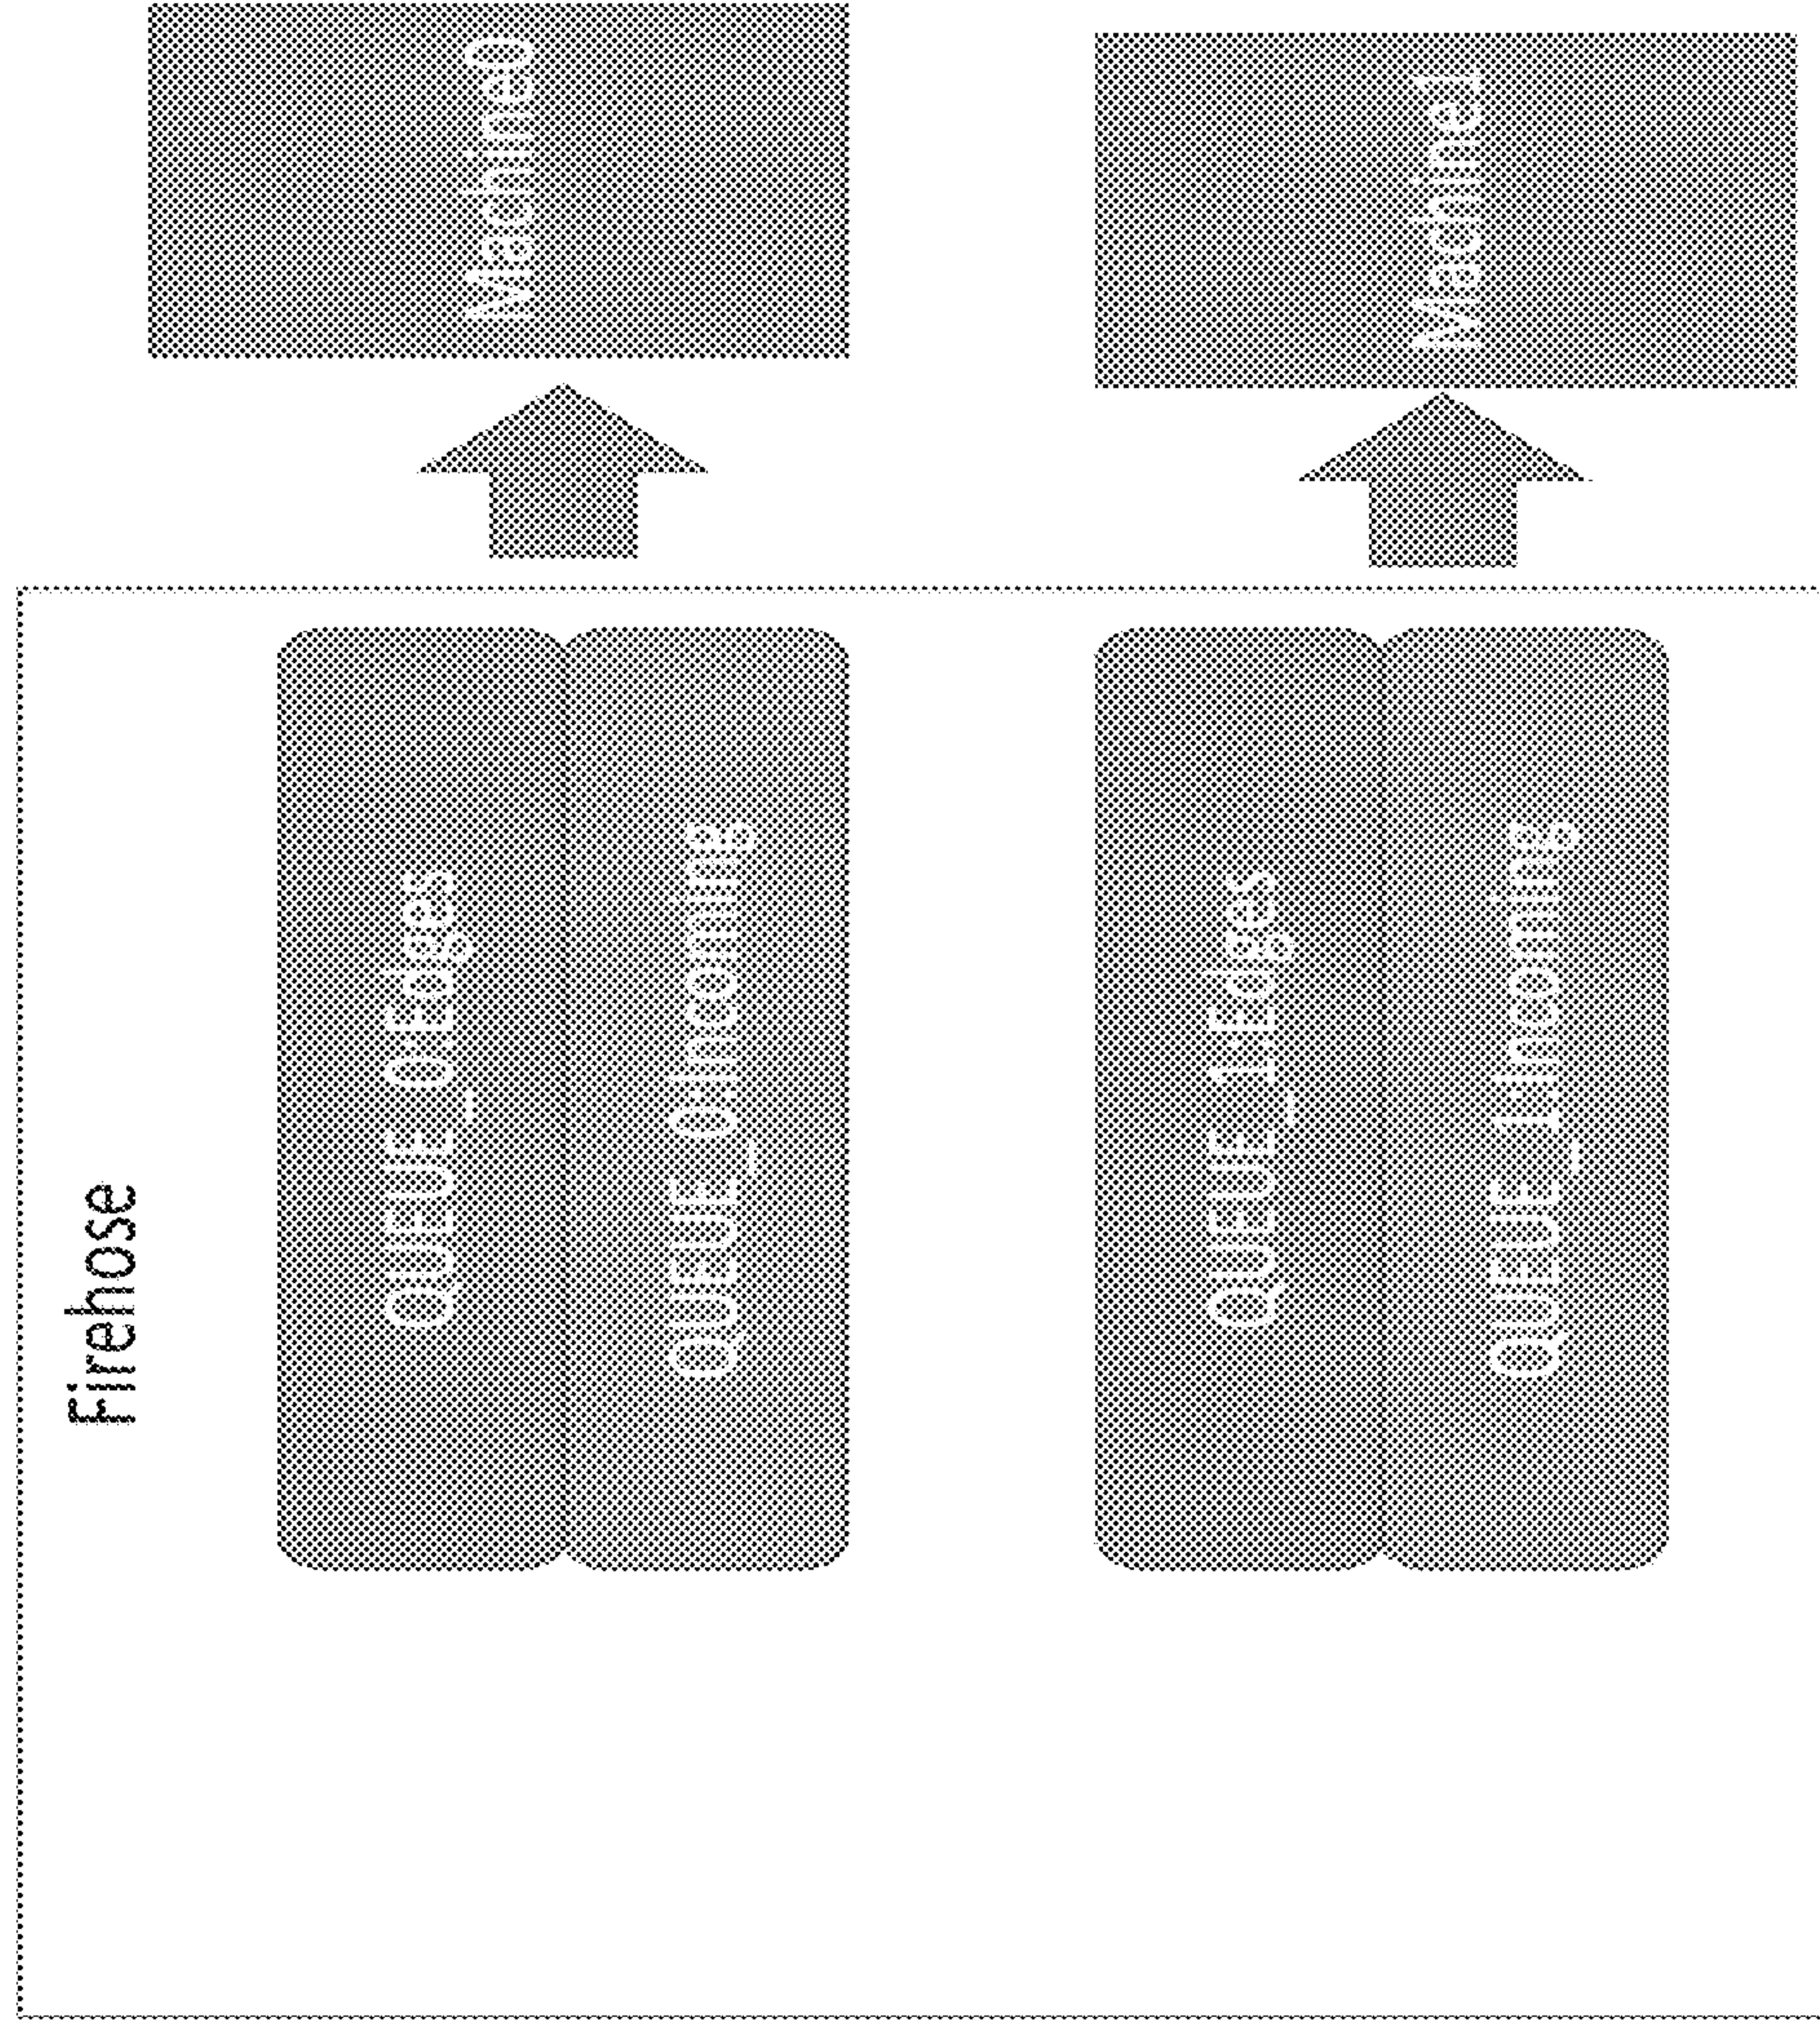 Firehose
QUEUE_0:Edges
QUEUE_0:Incoming
Machine0
QUEUE_1:Edges
QUEUE_1:Incoming
Machine1